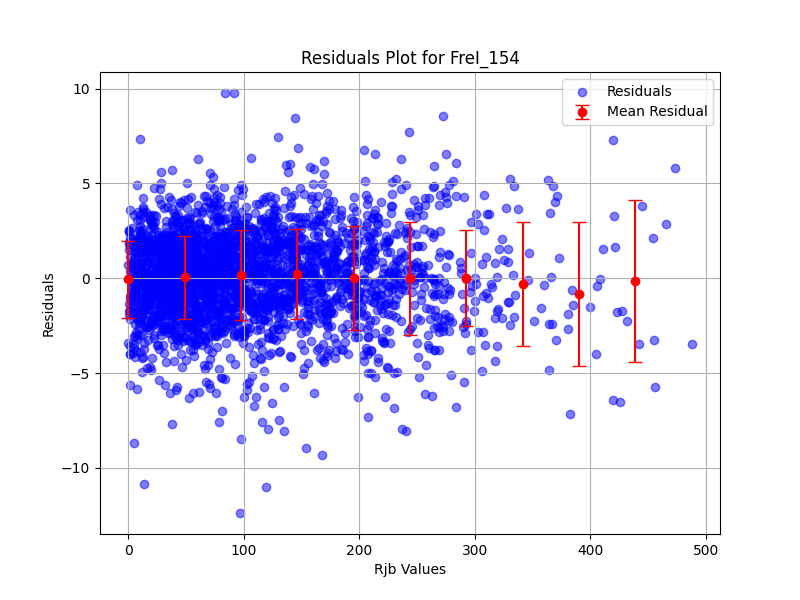 Residuals Plot for FreI_154
Residuals
Mean Residual
10
5
0
−5
−10
Residuals
0
100
200
300
400
500
Rjb Values